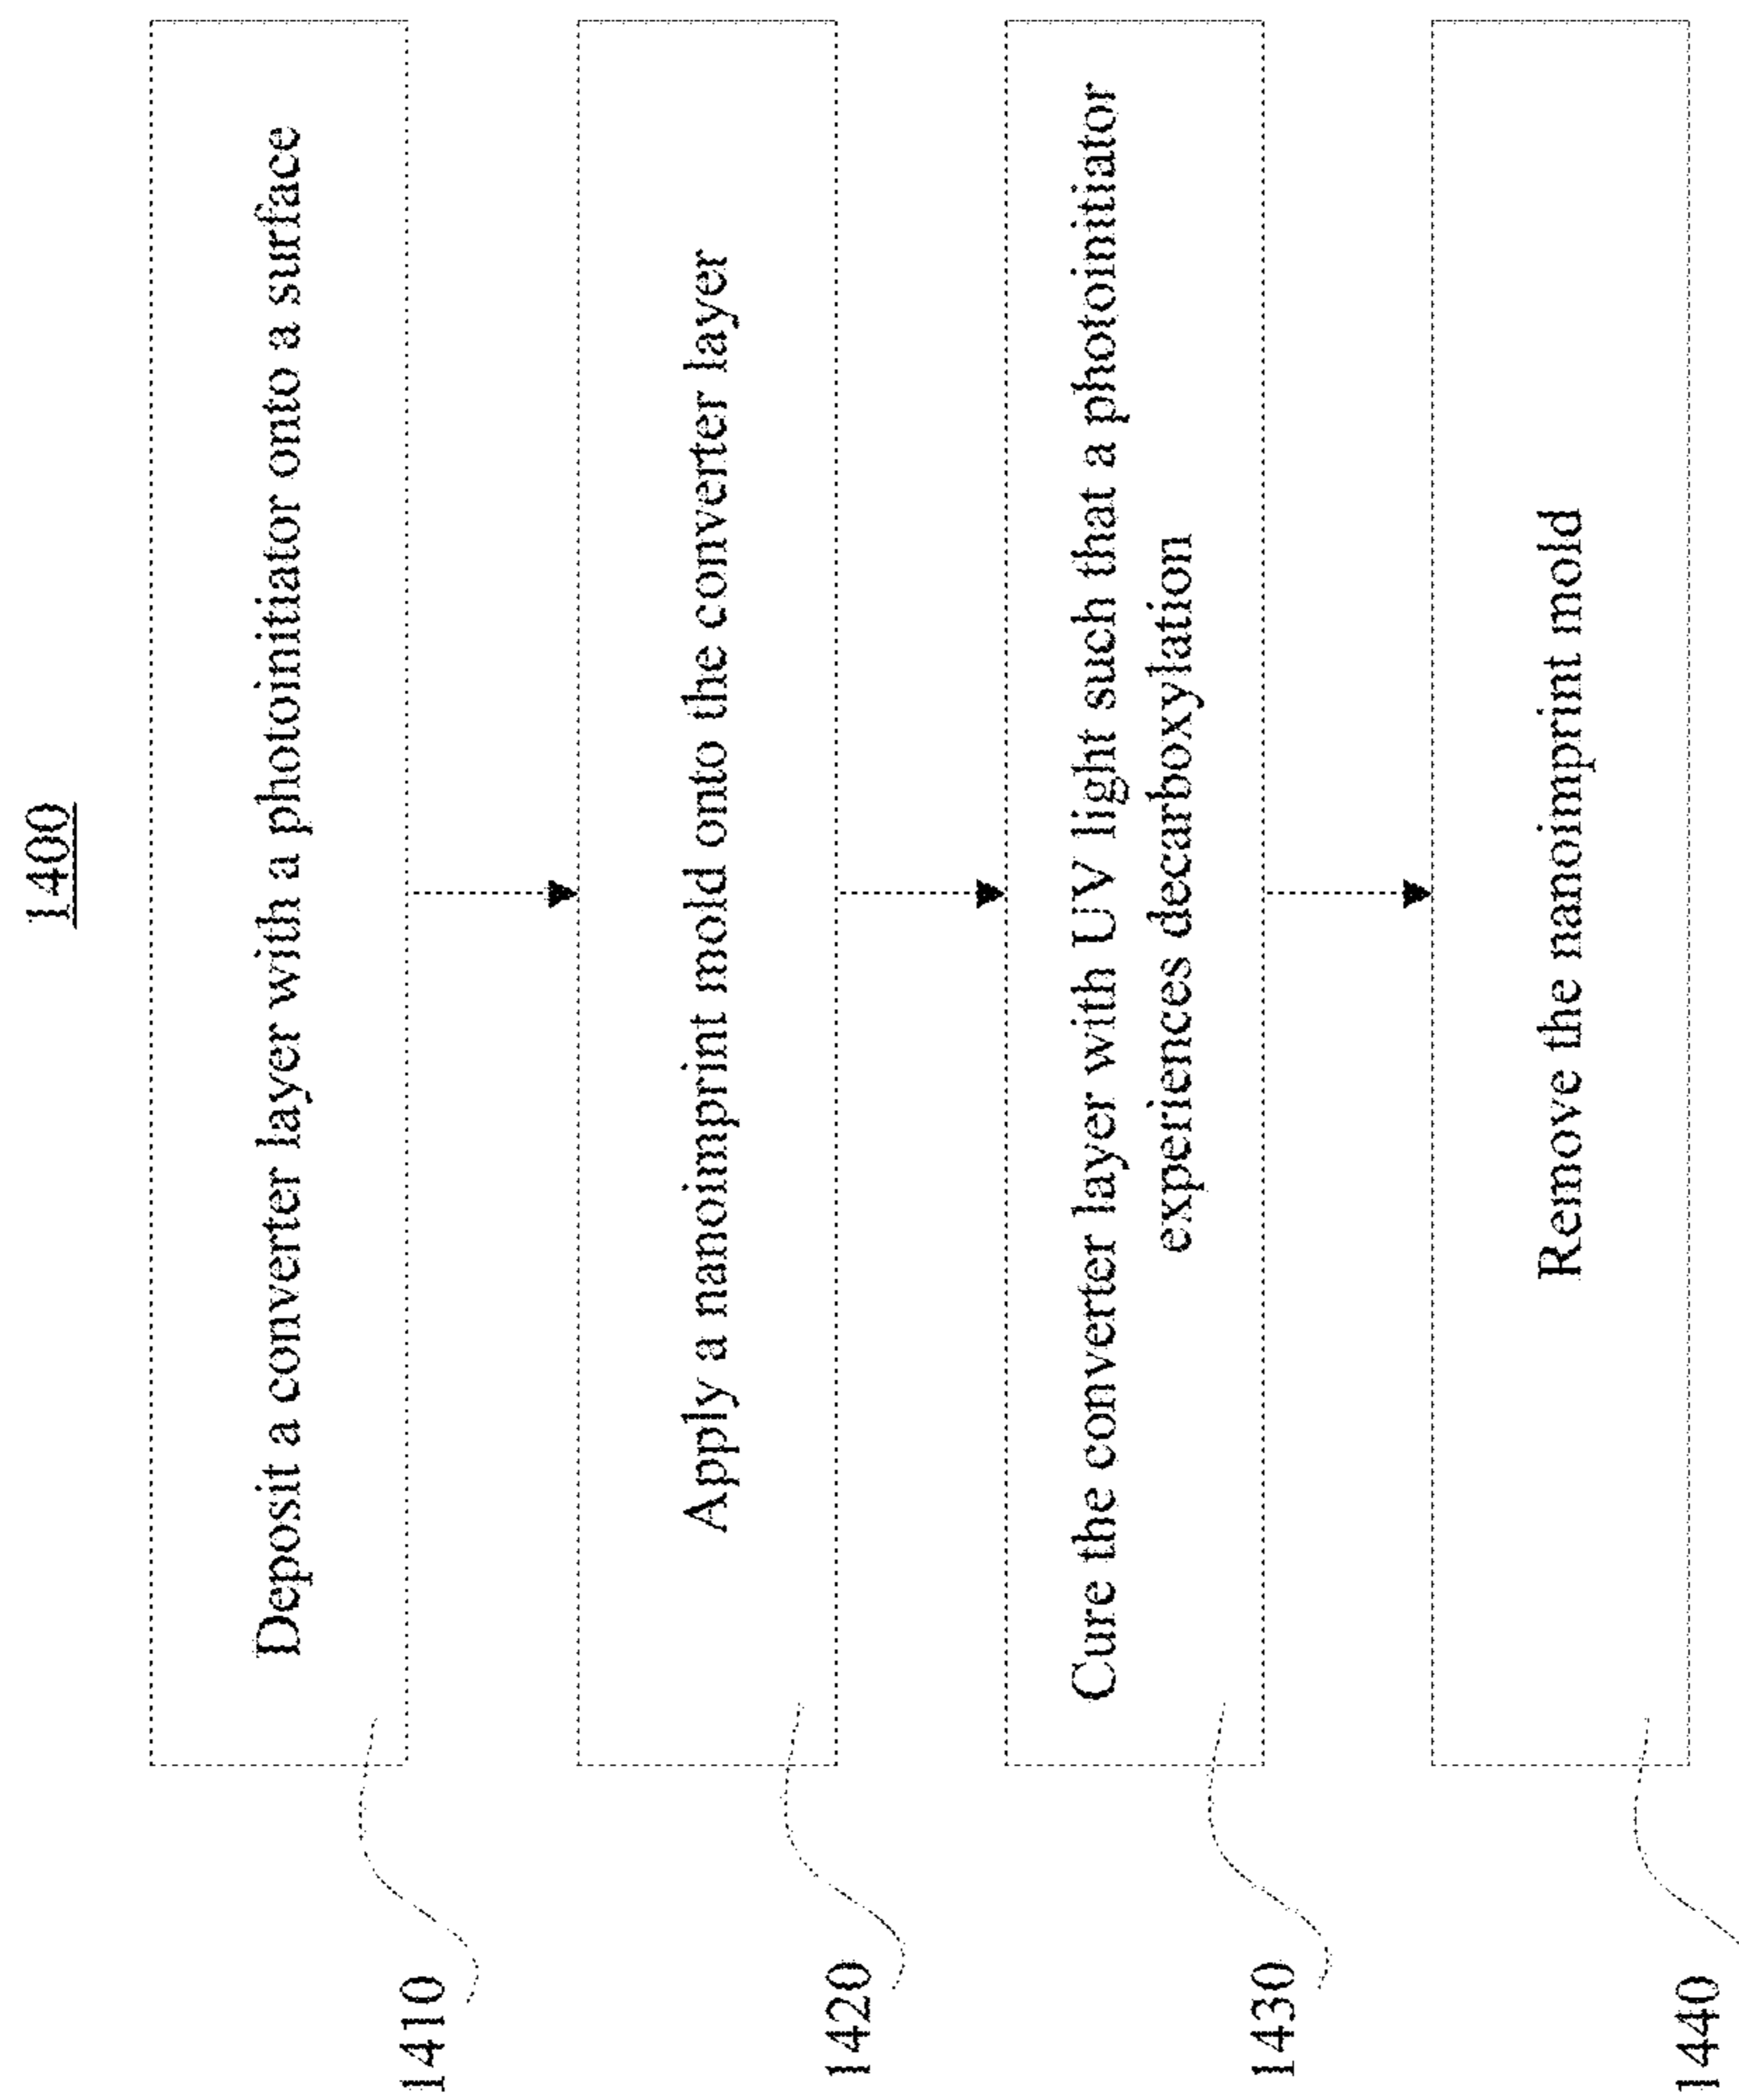 1400
Deposit a converter layer with a photoinitiator onto a surface
1410
Apply a nanoimprint mold onto the converter layer
1420
Cure the converter layer with UV light such that a photoinitiator
experiences decarboxylation
1430
Remove the nanoimprint mold
1440